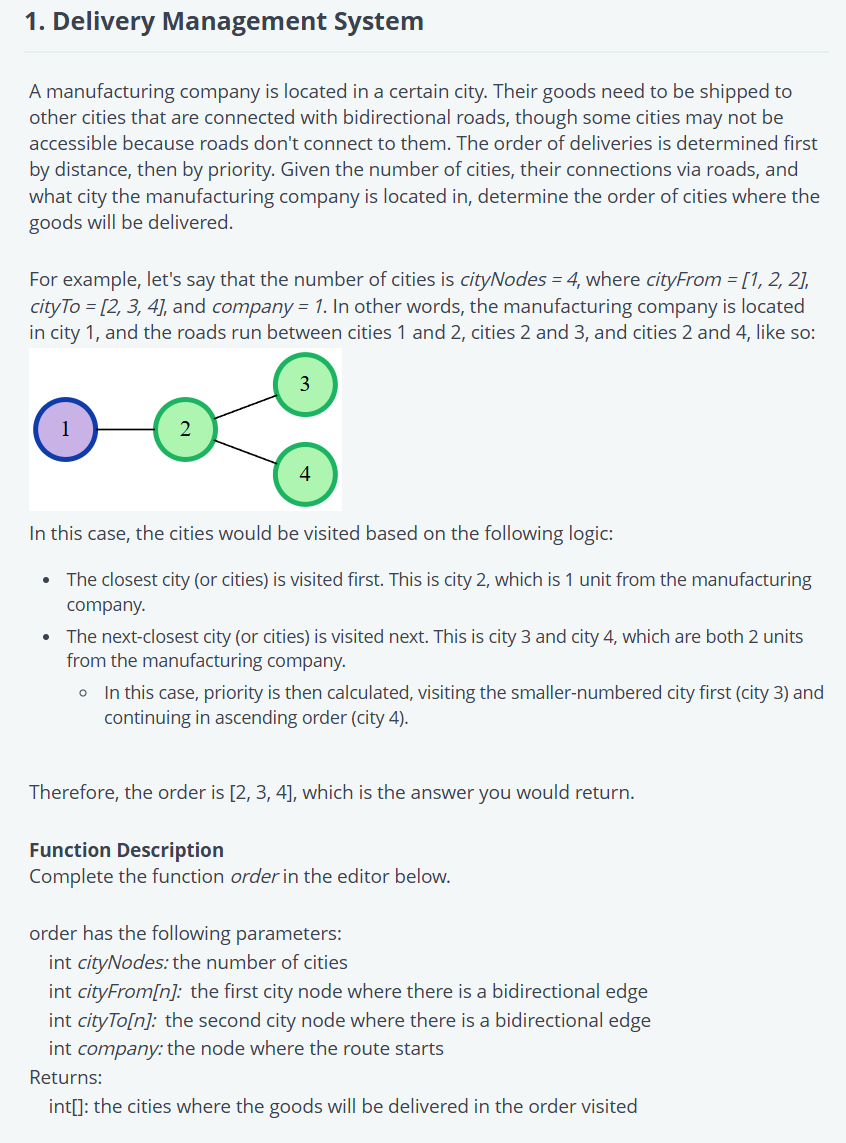 1. Delivery Management System
A manufacturing company is located in a certain city. Their goods need to be shipped to
other cities that are connected with bidirectional roads, though some cities may not be
accessible because roads don't connect to them. The order of deliveries is determined first
by distance, then by priority. Given the number of cities, their connections via roads, and
what city the manufacturing company is located in, determine the order of cities where the
goods will be delivered.
For example, let's say that the number of cities is cityNodes = 4, where cityFrom = [1, 2, 2],
cityTo = [2, 3, 4], and company = 1. In other words, the manufacturing company is located
in city 1, and the roads run between cities 1 and 2, cities 2 and 3, and cities 2 and 4, like so:
3
1 2
4
In this case, the cities would be visited based on the following logic:
• The closest city (or cities) is visited first. This is city 2, which is 1 unit from the manufacturing
company.
• The next-closest city (or cities) is visited next. This is city 3 and city 4, which are both 2 units
from the manufacturing company.
○ In this case, priority is then calculated, visiting the smaller-numbered city first (city 3) and
continuing in ascending order (city 4).
Therefore, the order is [2, 3, 4], which is the answer you would return.
Function Description
Complete the function order in the editor below.
order has the following parameters:
int cityNodes: the number of cities
int cityFrom[n]: the first city node where there is a bidirectional edge
int cityTo[n]: the second city node where there is a bidirectional edge
int company: the node where the route starts
Returns:
int[]: the cities where the goods will be delivered in the order visited